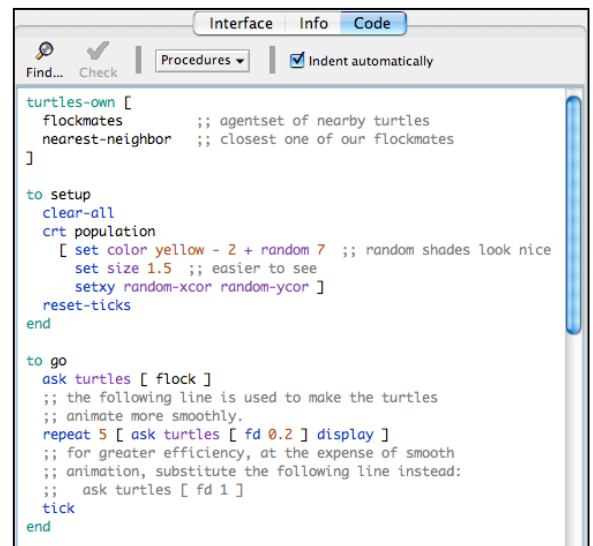 Interface Info Code
Find... Check Procedures Indent automatically
turtles-own [
  flockmates          ;; agentset of nearby turtles
  nearest-neighbor   ;; closest one of our flockmates
]

to setup
  clear-all
  crt population
    [ set color yellow - 2 + random 7  ;; random shades look nice
      set size 1.5  ;; easier to see
      setxy random-xcor random-ycor ]
  reset-ticks
end

to go
  ask turtles [ flock ]
  ;; the following line is used to make the turtles
  ;; animate more smoothly.
  repeat 5 [ ask turtles [ fd 0.2 ] display ]
  ;; for greater efficiency, at the expense of smooth
  ;; animation, substitute the following line instead:
  ;;   ask turtles [ fd 1 ]
  tick
end